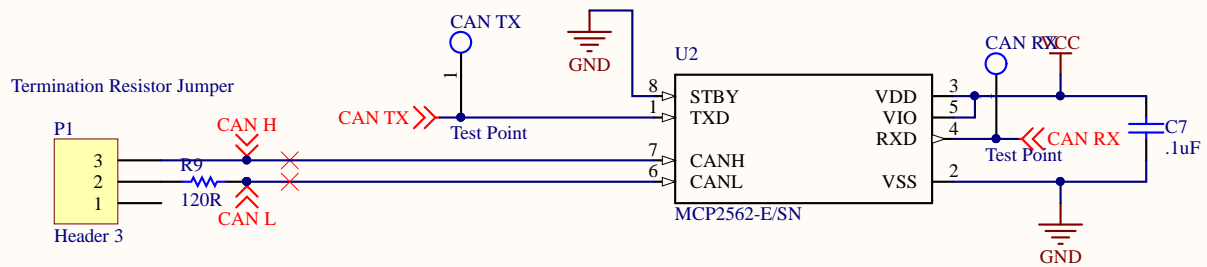 CAN TX
1
GND
U2
CAN RX
VCC
Termination Resistor Jumper
CAN TX
Test Point
8
STBY
1
TXD
7
CANH
6
CANL
VDD
3
VIO
5
RXD
4
VSS
2
MCP2562-E/SN
CAN RX
Test Point
C7
.1uF
GND
P1
3
2
1
Header 3
CAN H
R9
120R
CAN L